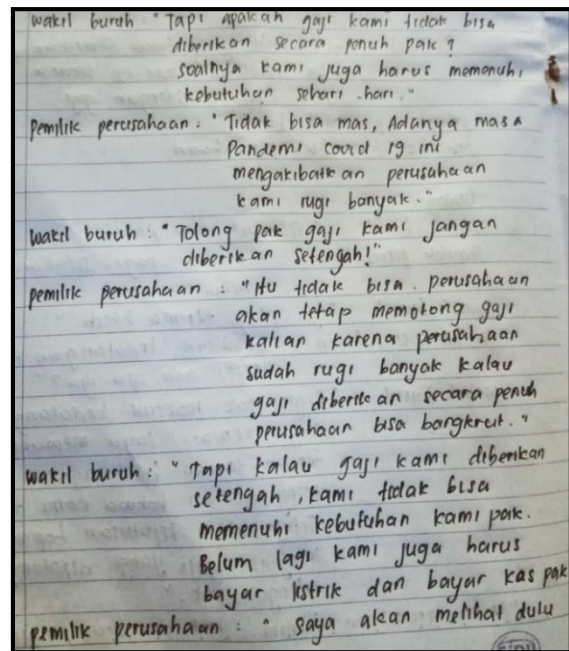 wakil buruh : "Tapi apakah gaji kami tidak bisa
diberikan secara penuh pak?
soalnya kami juga harus memenuhi
kebutuhan sehari-hari."
Pemilik perusahaan : "Tidak bisa mas, Adanya masa
Pandemi covid 19 ini
mengakibatkan perusahaan
kami rugi banyak."
wakil buruh : "Tolong pak gaji kami jangan
diberikan setengah!"
pemilik perusahaan : "Itu tidak bisa. perusahaan
akan tetap memotong gaji
kalian karena perusahaan
sudah rugi banyak kalau
gaji diberikan secara penuh
perusahaan bisa bangkrut."
wakil buruh : "Tapi kalau gaji kami diberikan
setengah, kami tidak bisa
memenuhi kebutuhan kami pak.
Belum lagi kami juga harus
bayar listrik dan bayar kas pak
pemilik perusahaan : "saya akan melihat dulu